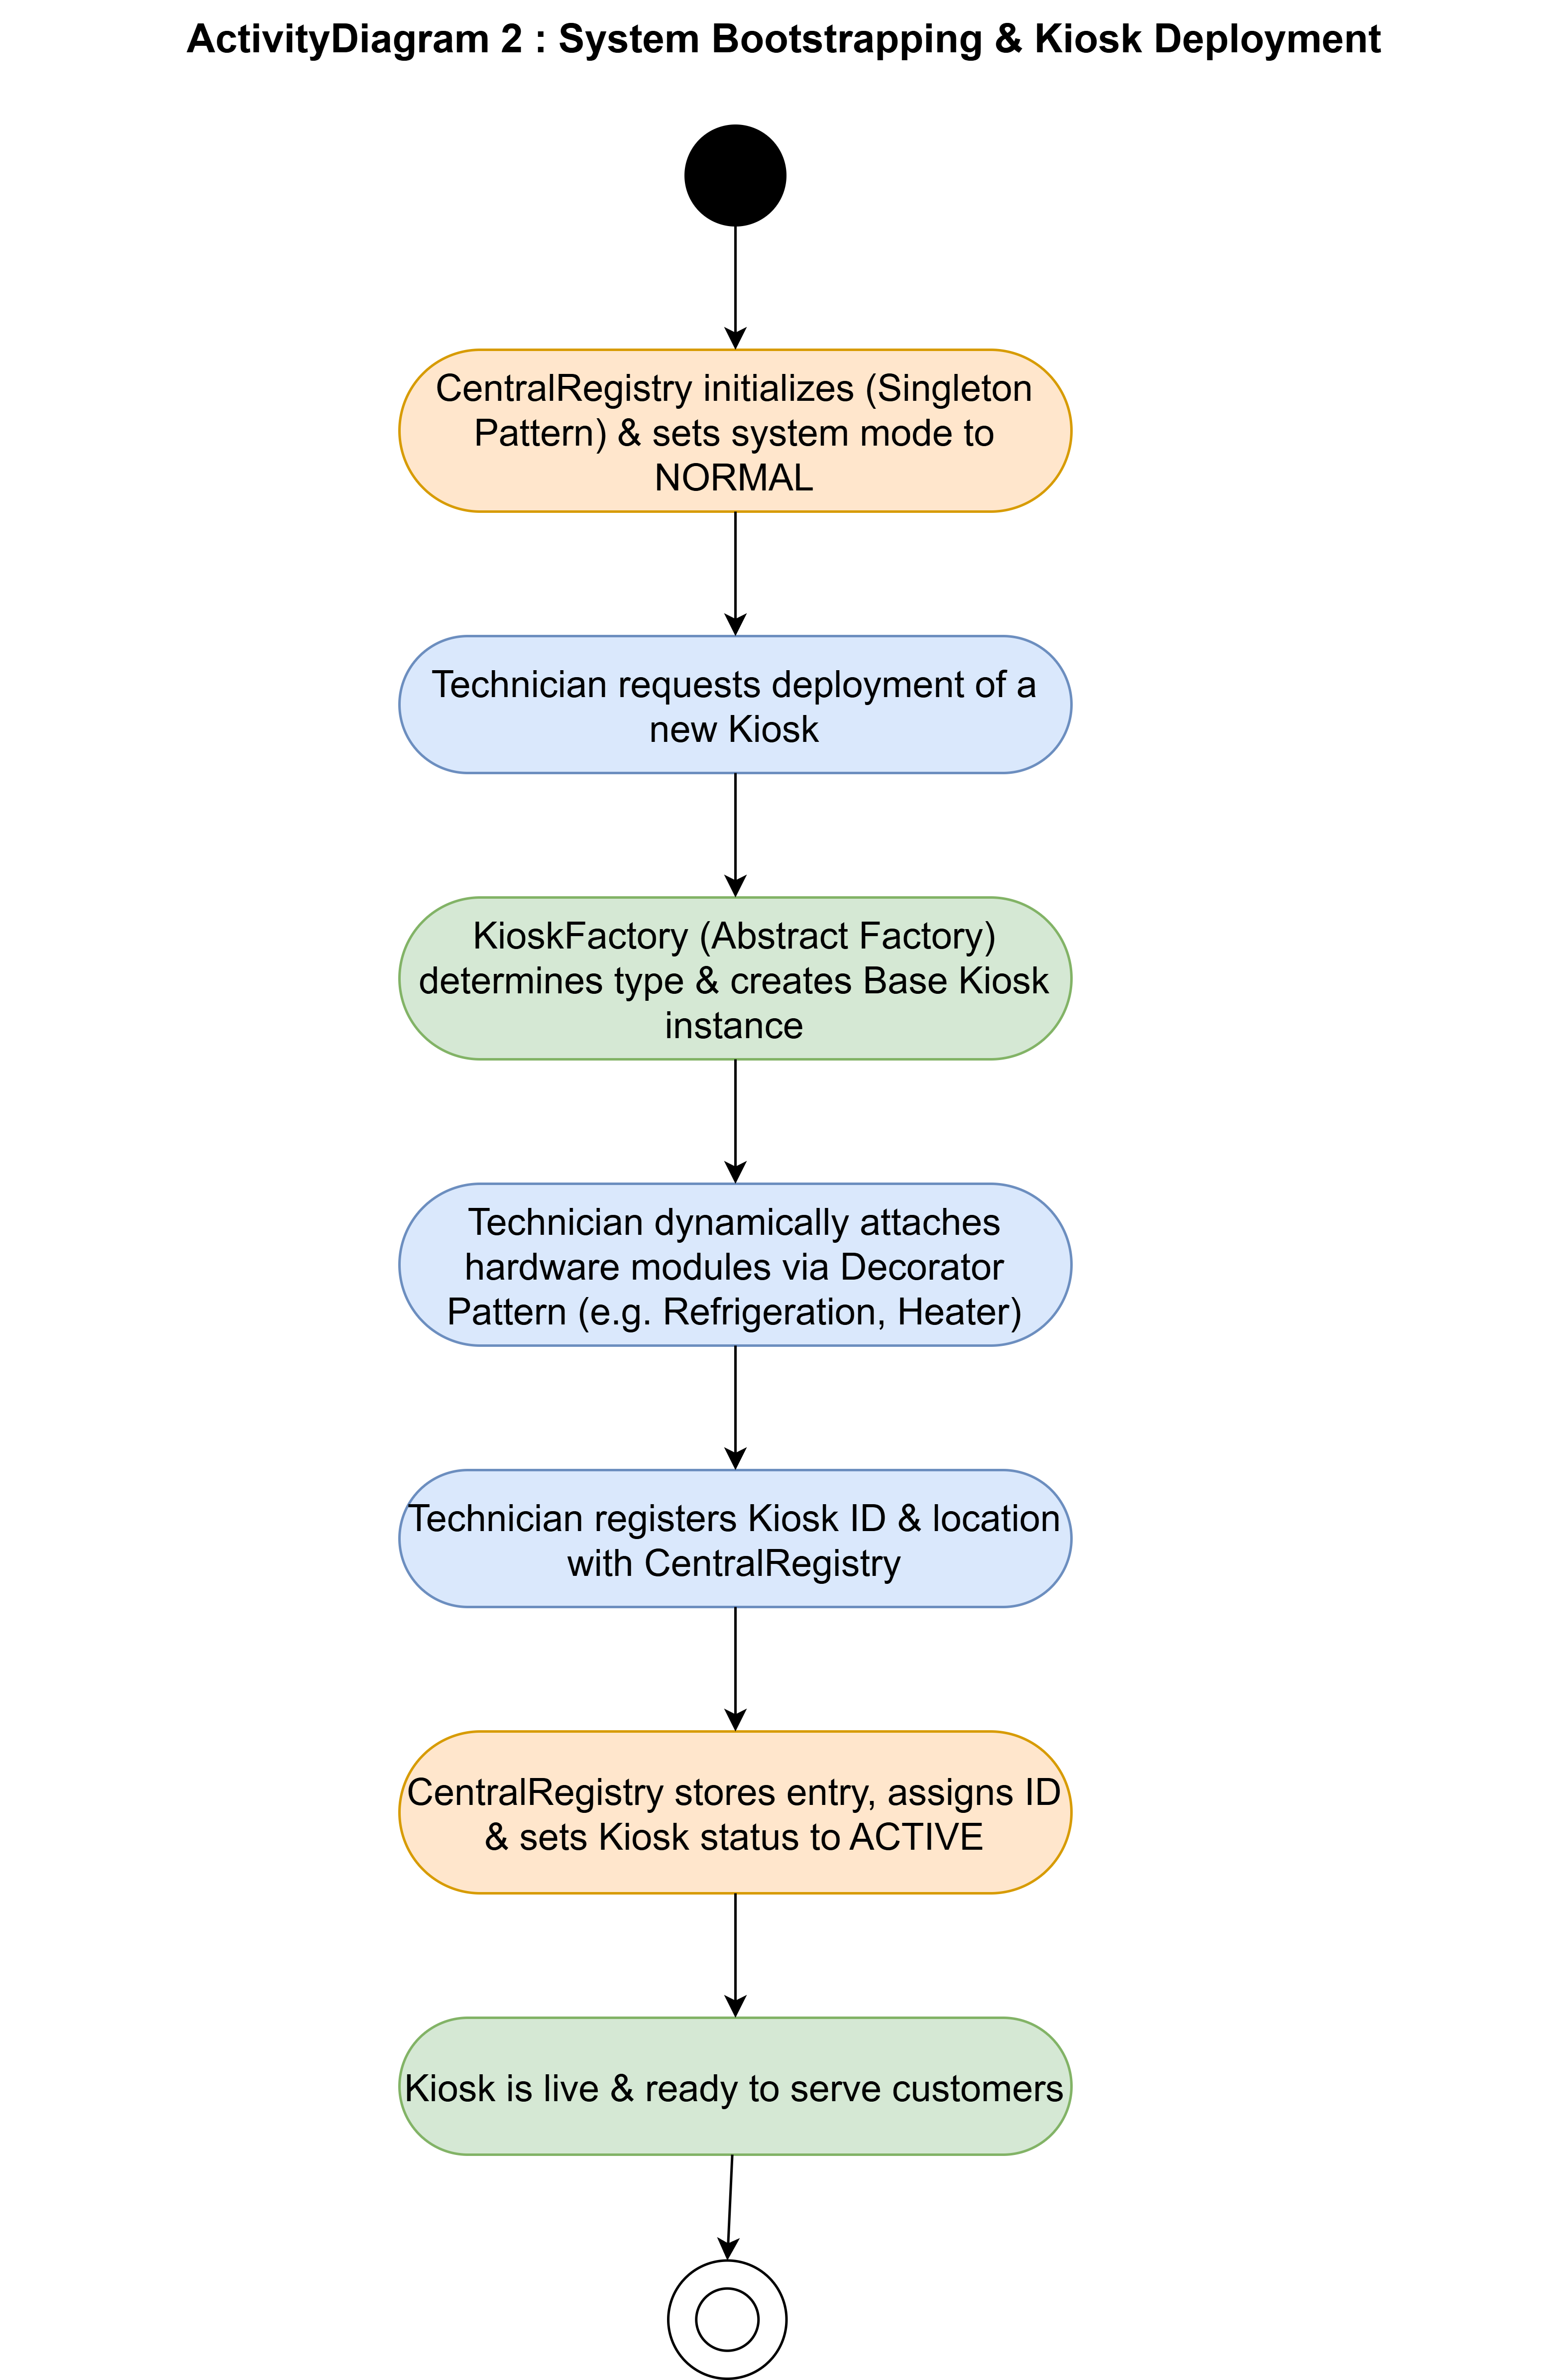 ActivityDiagram 2 : System Bootstrapping & Kiosk Deployment
CentralRegistry initializes (Singleton
Pattern) & sets system mode to
NORMAL
Technician requests deployment of a
new Kiosk
KioskFactory (Abstract Factory)
determines type & creates Base Kiosk
instance
Technician dynamically attaches
hardware modules via Decorator
Pattern (e.g. Refrigeration, Heater)
Technician registers Kiosk ID & location
with CentralRegistry
CentralRegistry stores entry, assigns ID
& sets Kiosk status to ACTIVE
Kiosk is live & ready to serve customers